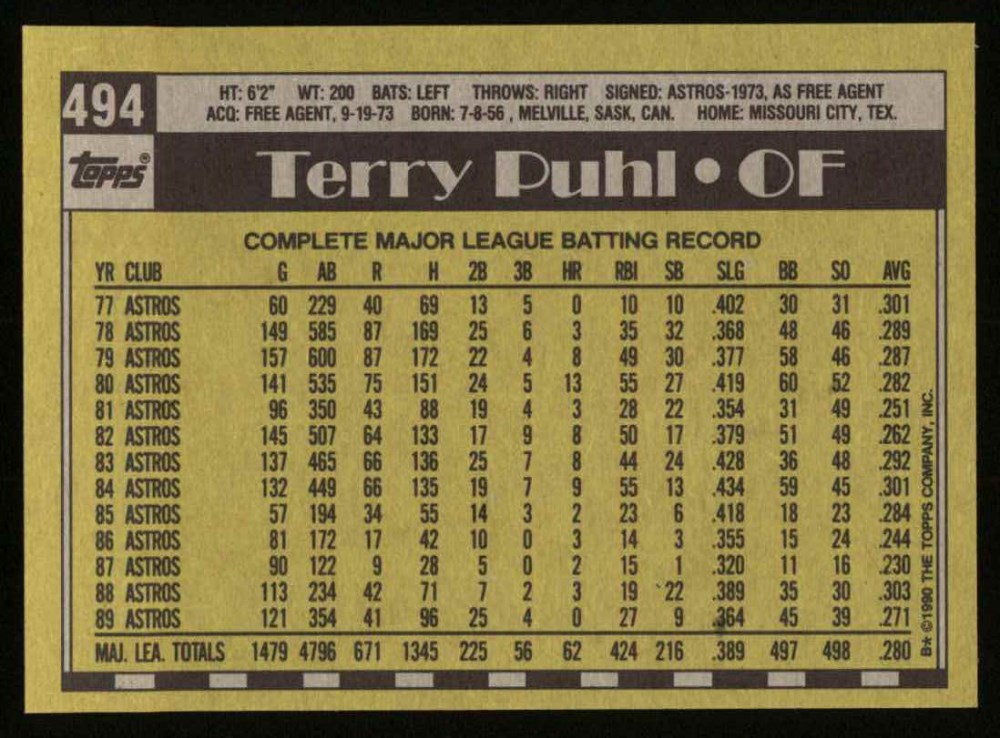 494
HT: 6'2" WT: 200 BATS: LEFT THROWS: RIGHT SIGNED: ASTROS-1973, AS FREE AGENT
ACQ: FREE AGENT, 9-19-73 BORN: 7-8-56 , MELVILLE, SASK, CAN. HOME: MISSOURI CITY, TEX.
topps®
Terry Puhl • OF
COMPLETE MAJOR LEAGUE BATTING RECORD
YR CLUB G AB R H 2B 3B HR RBI SB SLG BB SO AVG
77 ASTROS 60 229 40 69 13 5 0 10 10 .402 30 31 .301
78 ASTROS 149 585 87 169 25 6 3 35 32 .368 48 46 .289
79 ASTROS 157 600 87 172 22 4 8 49 30 .377 58 46 .287
80 ASTROS 141 535 75 151 24 5 13 55 27 .419 60 52 .282
81 ASTROS 96 350 43 88 19 4 3 28 22 .354 31 49 .251
82 ASTROS 145 507 64 133 17 9 8 50 17 .379 51 49 .262
83 ASTROS 137 465 66 136 25 7 8 44 24 .428 36 48 .292
84 ASTROS 132 449 66 135 19 7 9 55 13 .434 59 45 .301
85 ASTROS 57 194 34 55 14 3 2 23 6 .418 18 23 .284
86 ASTROS 81 172 17 42 10 0 3 14 3 .355 15 24 .244
87 ASTROS 90 122 9 28 5 0 2 15 1 .320 11 16 .230
88 ASTROS 113 234 42 71 7 2 3 19 22 .389 35 30 .303
89 ASTROS 121 354 41 96 25 4 0 27 9 .364 45 39 .271
MAJ. LEA. TOTALS 1479 4796 671 1345 225 56 62 424 216 .389 497 498 .280
B* ©1990 THE TOPPS COMPANY, INC.